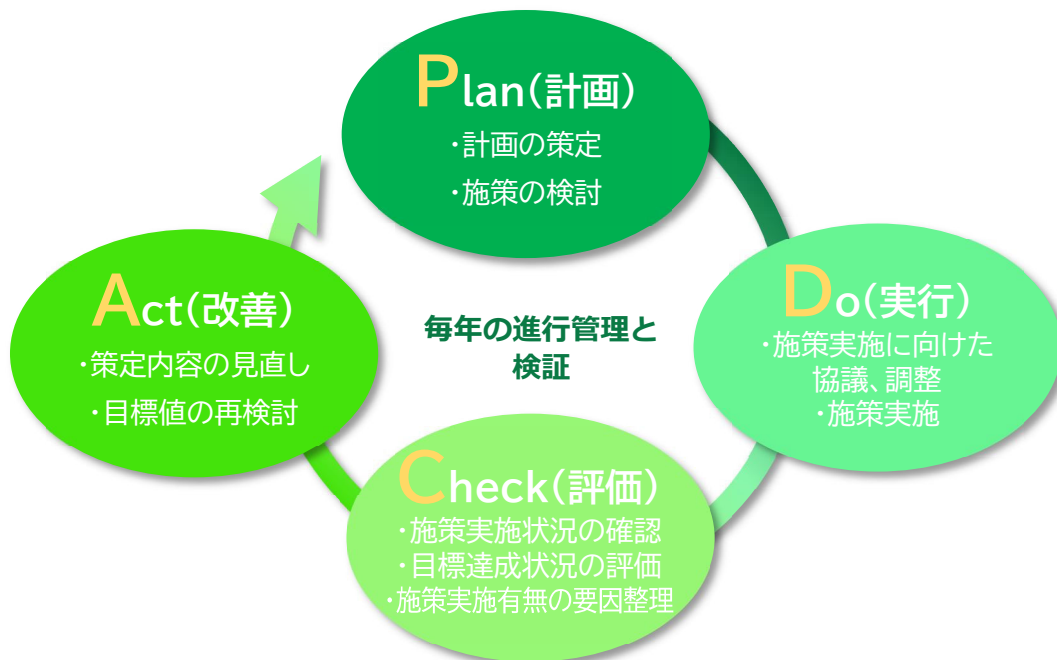 Plan(計画)
・計画の策定
・施策の検討
Do(実行)
・施策実施に向けた
協議、調整
・施策実施
Check(評価)
・施策実施状況の確認
・目標達成状況の評価
・施策実施有無の要因整理
Act(改善)
・策定内容の見直し
・目標値の再検討
毎年の進行管理と
検証